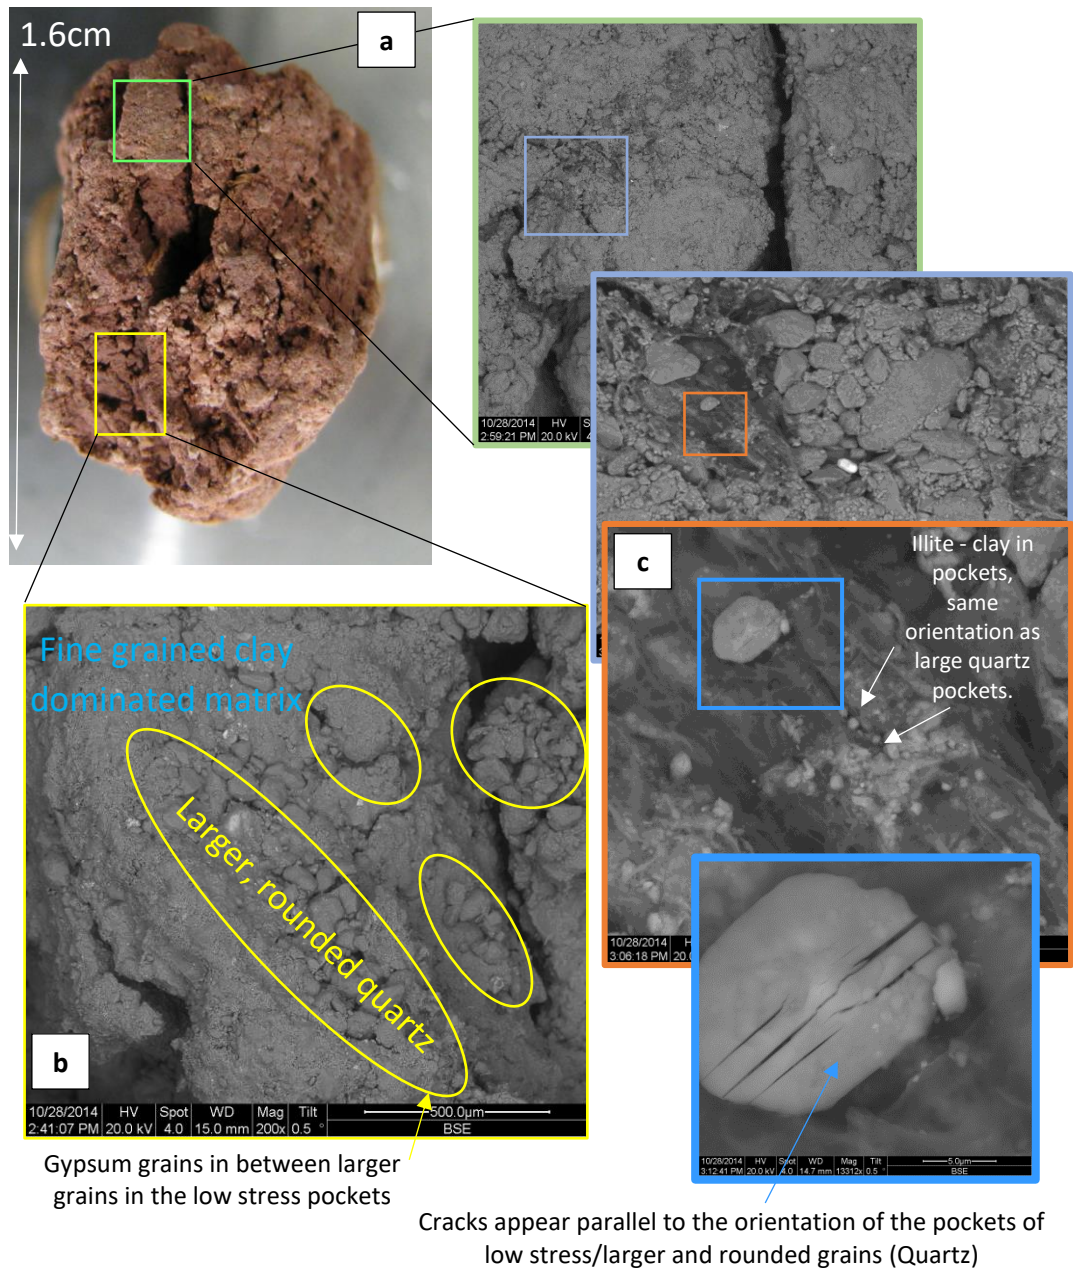 1.6cm
a
10/28/2014 HV S
2:59:21 PM 20.0 kV 4
c
Illite - clay in
pockets,
same
orientation as
large quartz
pockets.
10/28/2014 H
3:06:18 PM 20.0
Fine grained clay
dominated matrix
Larger, rounded quartz
b
10/28/2014 HV Spot WD Mag Tilt 500.0µm
2:41:07 PM 20.0 kV 4.0 15.0 mm 200x 0.5 ° BSE
10/28/2014 HV Spot WD Mag Tilt 5.0µm
3:12:41 PM 20.0 kV 4.0 14.7 mm 13312x 0.5 ° BSE
Gypsum grains in between larger
grains in the low stress pockets
Cracks appear parallel to the orientation of the pockets of
low stress/larger and rounded grains (Quartz)